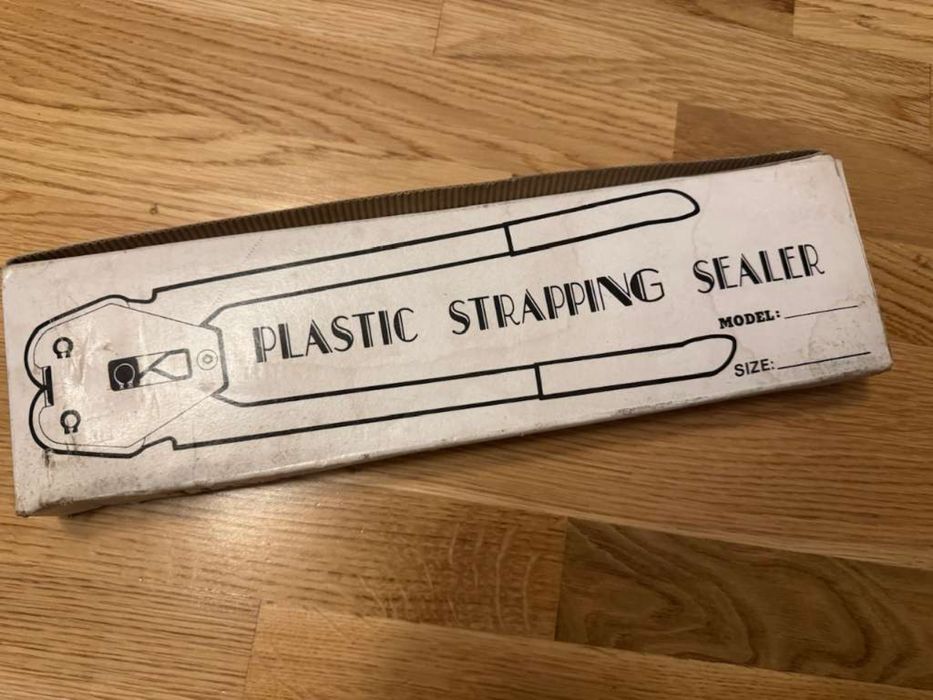 PLASTIC STRAPPING SEALER
MODEL:
SIZE: